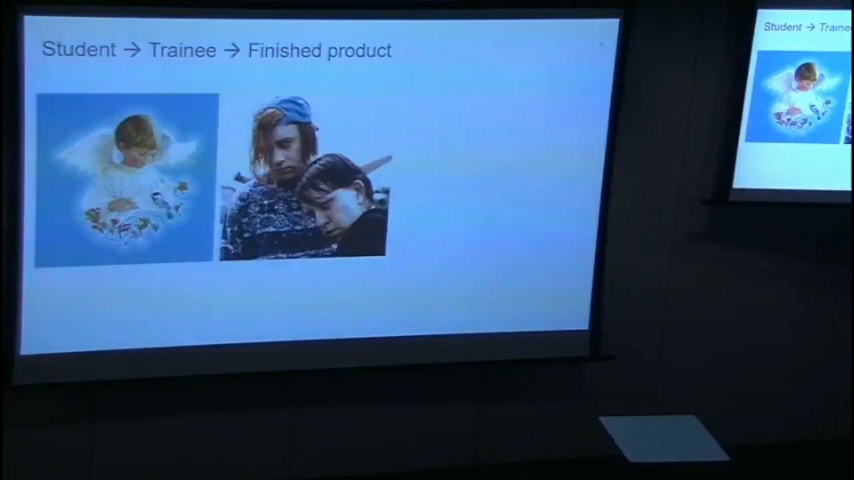 Student → Trainee → Finished product
Student → Trainee